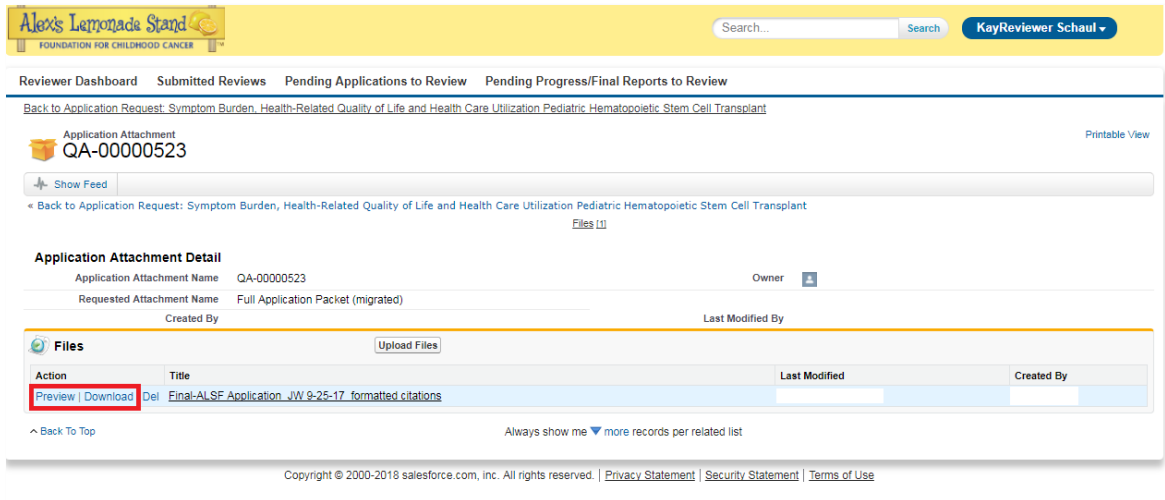 Alex's Lemonade Stand
FOUNDATION FOR CHILDHOOD CANCER
Search...
Search
KayReviewer Schaul
Reviewer Dashboard Submitted Reviews Pending Applications to Review Pending Progress/Final Reports to Review
Back to Application Request: Symptom Burden, Health-Related Quality of Life and Health Care Utilization Pediatric Hematopoietic Stem Cell Transplant
Application Attachment
QA-00000523
Printable View
Show Feed
« Back to Application Request: Symptom Burden, Health-Related Quality of Life and Health Care Utilization Pediatric Hematopoietic Stem Cell Transplant
Files [1]
Application Attachment Detail
Application Attachment Name QA-00000523 Owner
Requested Attachment Name Full Application Packet (migrated)
Created By Last Modified By
Files Upload Files
Action Title Last Modified Created By
Preview | Download Del Final-ALSF Application_JW 9-25-17_formatted citations
Back To Top Always show me more records per related list
Copyright © 2000-2018 salesforce.com, inc. All rights reserved. | Privacy Statement | Security Statement | Terms of Use